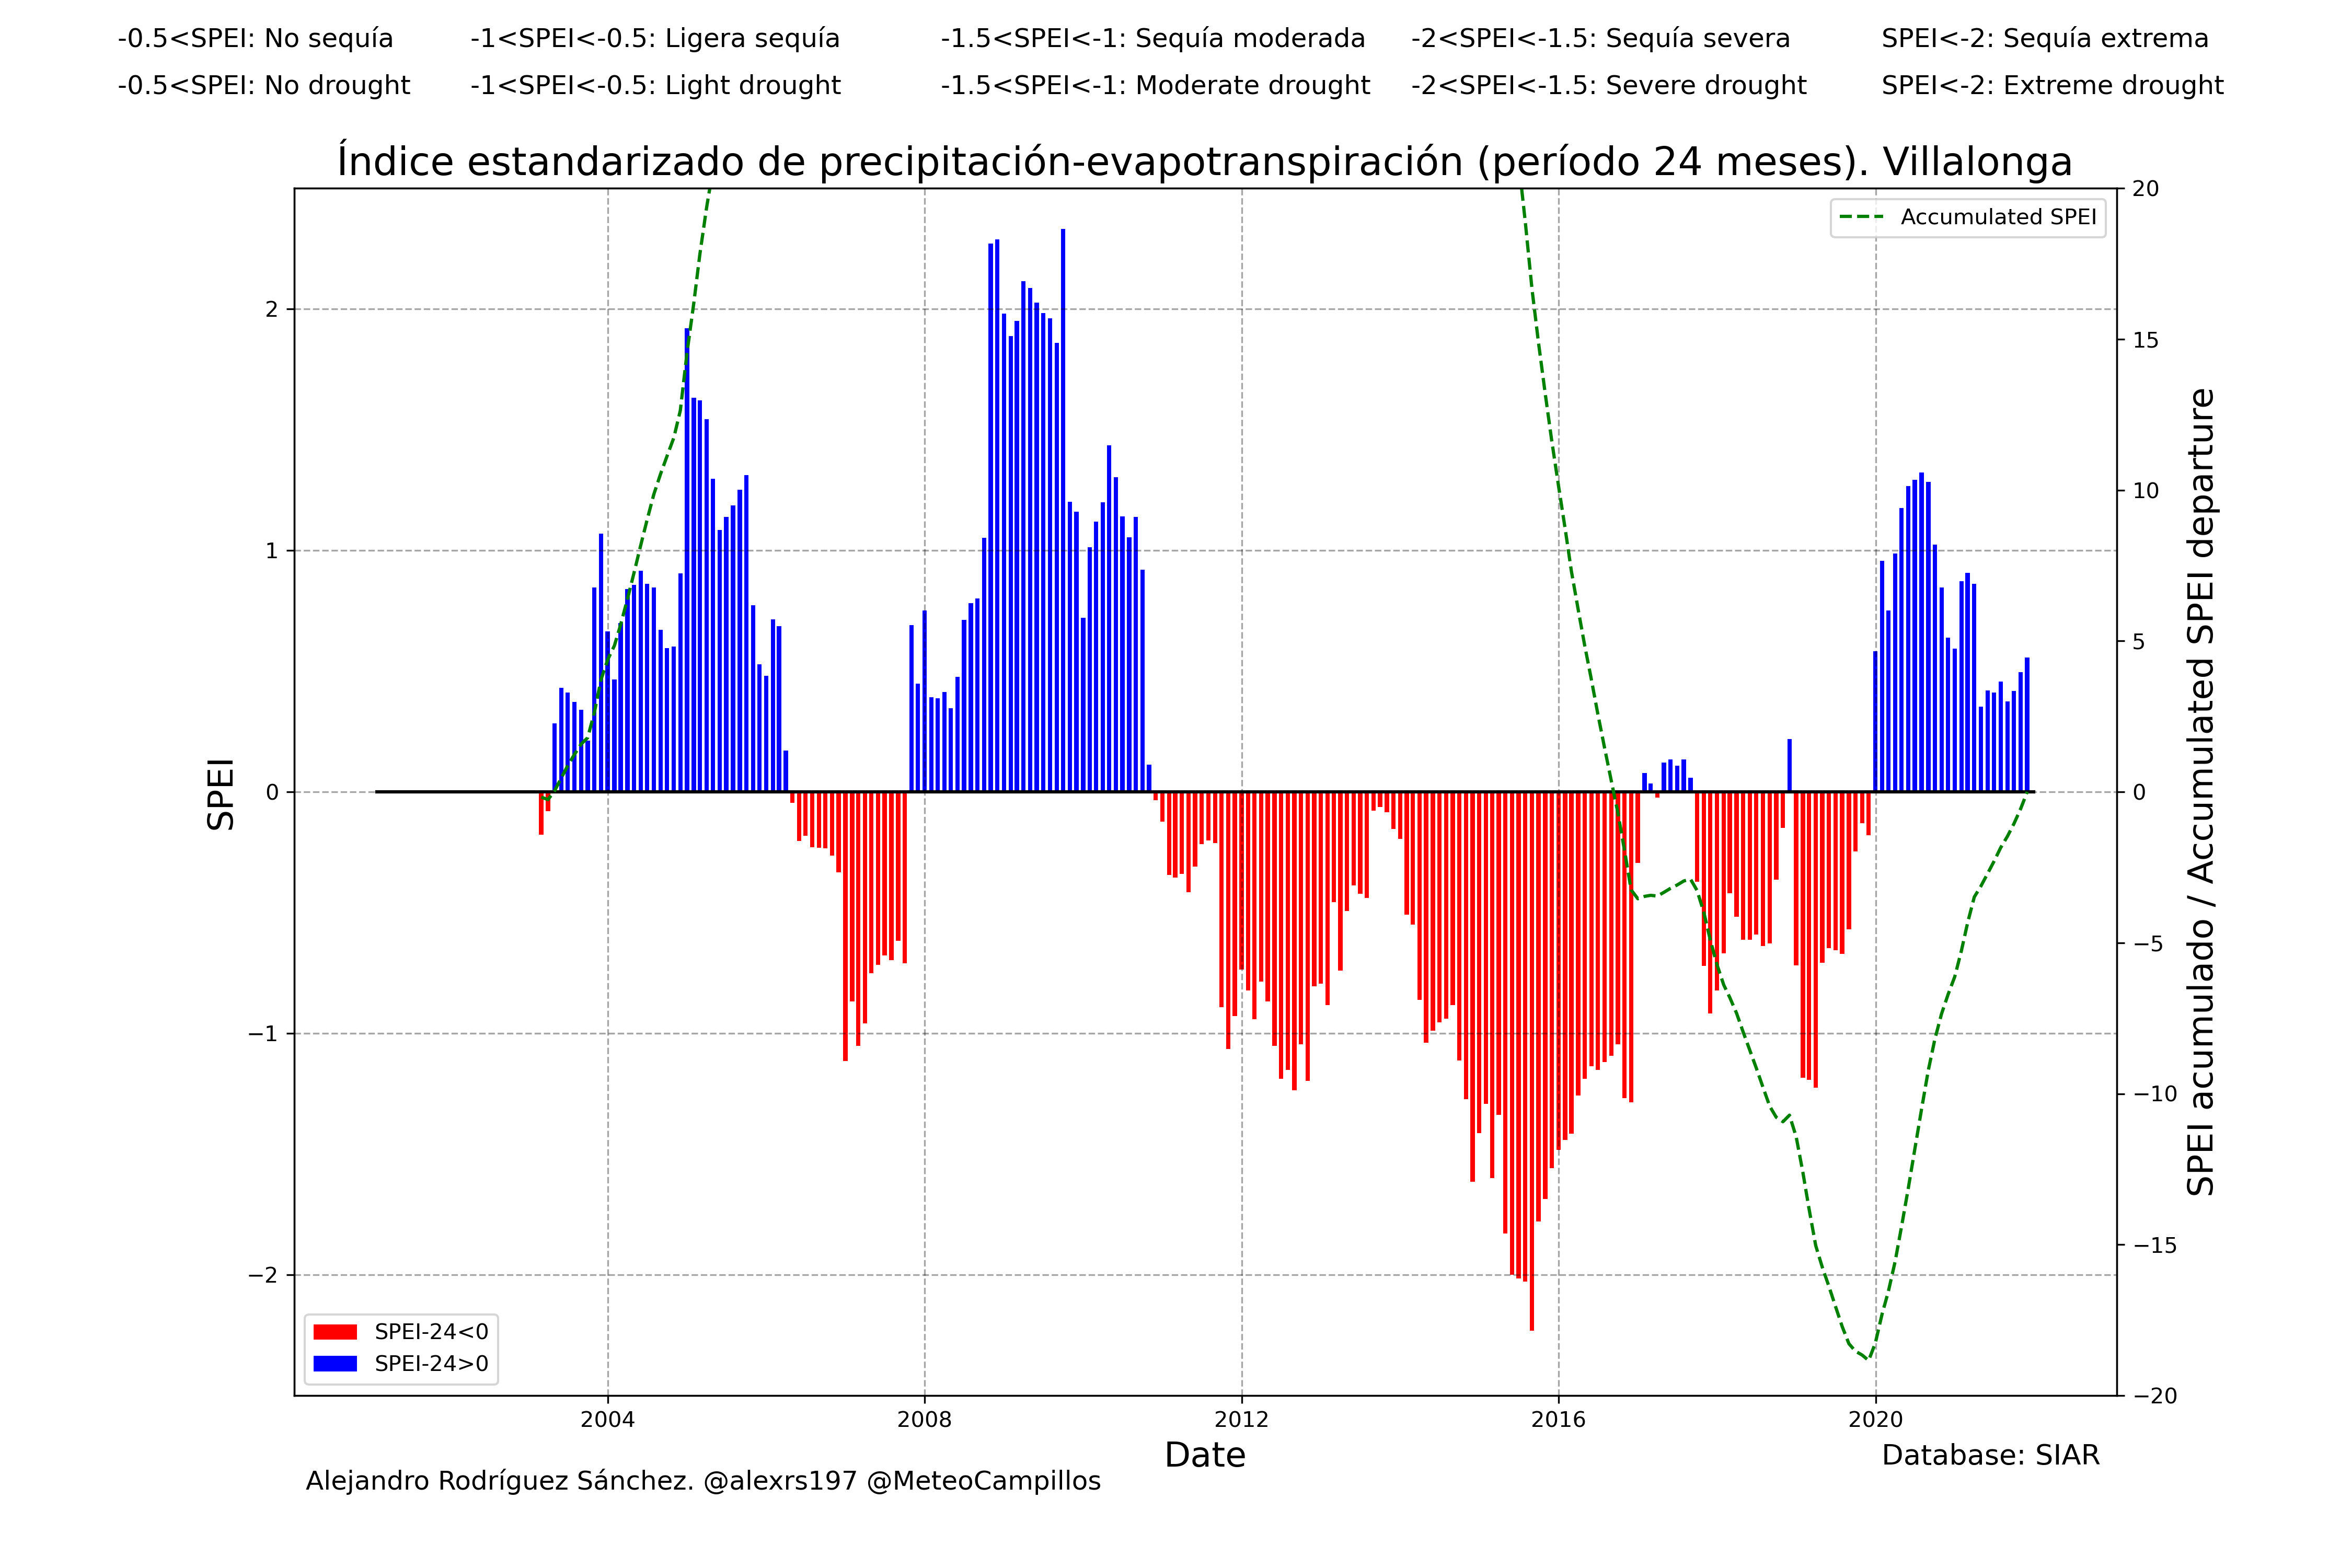 -0.5<SPEI: No sequía -1<SPEI<-0.5: Ligera sequía -1.5<SPEI<-1: Sequía moderada -2<SPEI<-1.5: Sequía severa SPEI<-2: Sequía extrema
-0.5<SPEI: No drought -1<SPEI<-0.5: Light drought -1.5<SPEI<-1: Moderate drought -2<SPEI<-1.5: Severe drought SPEI<-2: Extreme drought
Índice estandarizado de precipitación-evapotranspiración (período 24 meses). Villalonga
Accumulated SPEI
SPEI
2
1
0
−1
−2
20
15
10
5
0
−5
−10
−15
−20
SPEI acumulado / Accumulated SPEI departure
SPEI-24<0
SPEI-24>0
2004 2008 2012 2016 2020
Date
Database: SIAR
Alejandro Rodríguez Sánchez. @alexrs197 @MeteoCampillos